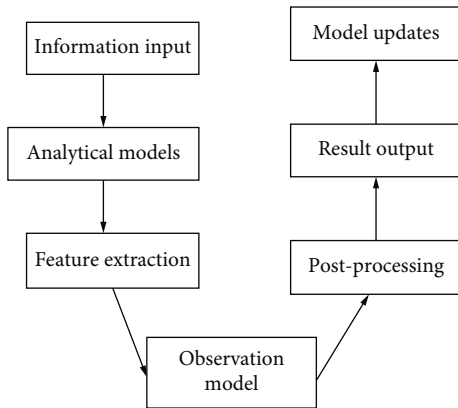 Information input
Analytical models
Feature extraction
Observation
model
Post-processing
Result output
Model updates